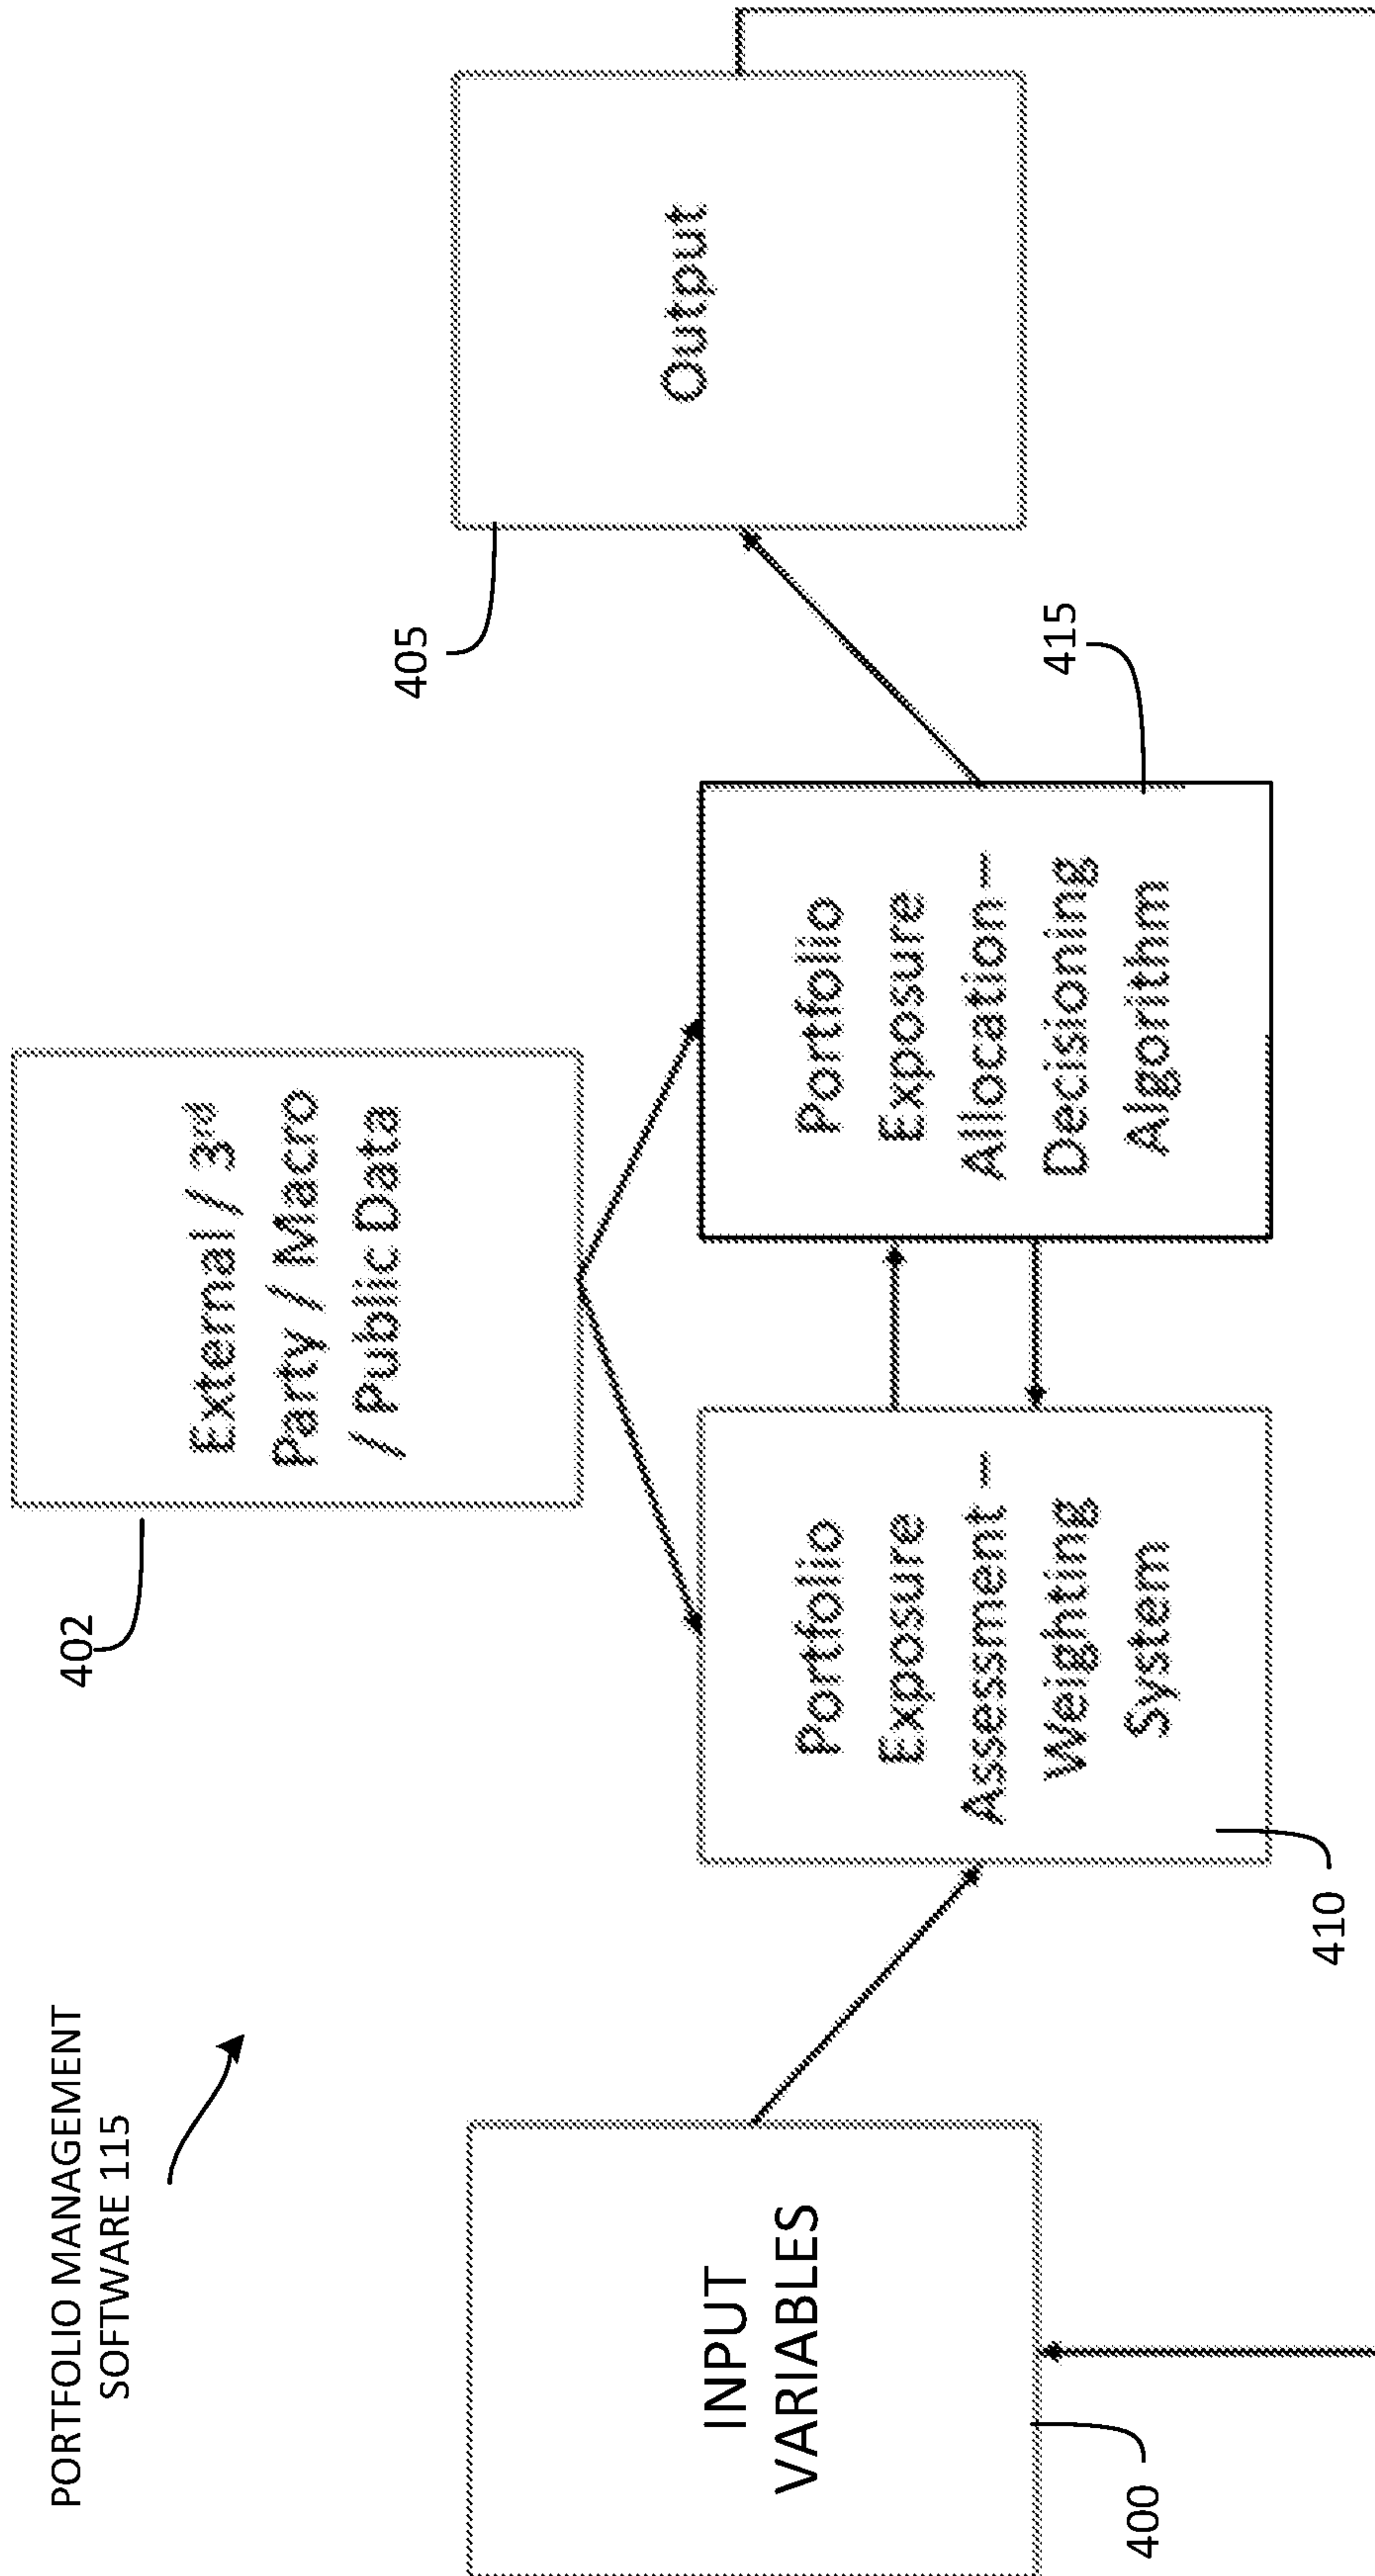 PORTFOLIO MANAGEMENT
SOFTWARE 115
402
External / 3rd
Party / Macro
/ Public Data
INPUT
VARIABLES
400
Portfolio
Exposure
Assessment –
Weighting
System
410
Portfolio
Exposure
Allocation –
Decisioning
Algorithm
415
405
Output